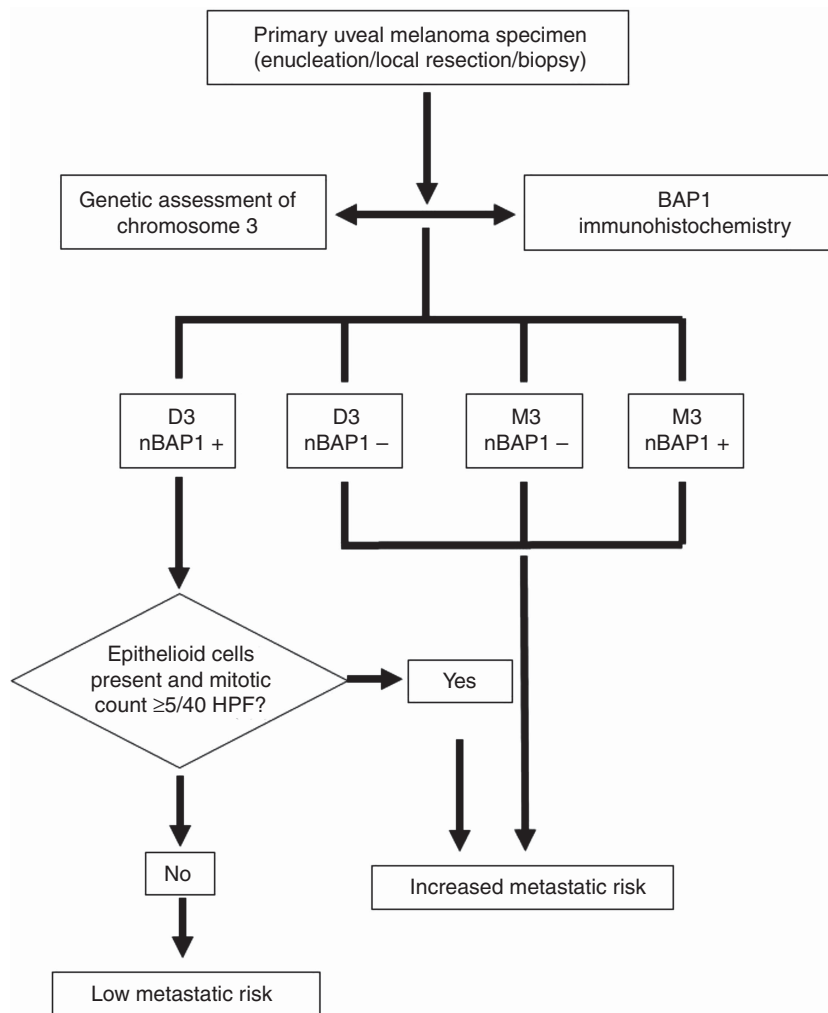 Primary uveal melanoma specimen
(enucleation/local resection/biopsy)
Genetic assessment of
chromosome 3
BAP1
immunohistochemistry
D3
nBAP1 +
D3
nBAP1 –
M3
nBAP1 –
M3
nBAP1 +
Epithelioid cells
present and mitotic
count ≥5/40 HPF?
Yes
No
Increased metastatic risk
Low metastatic risk